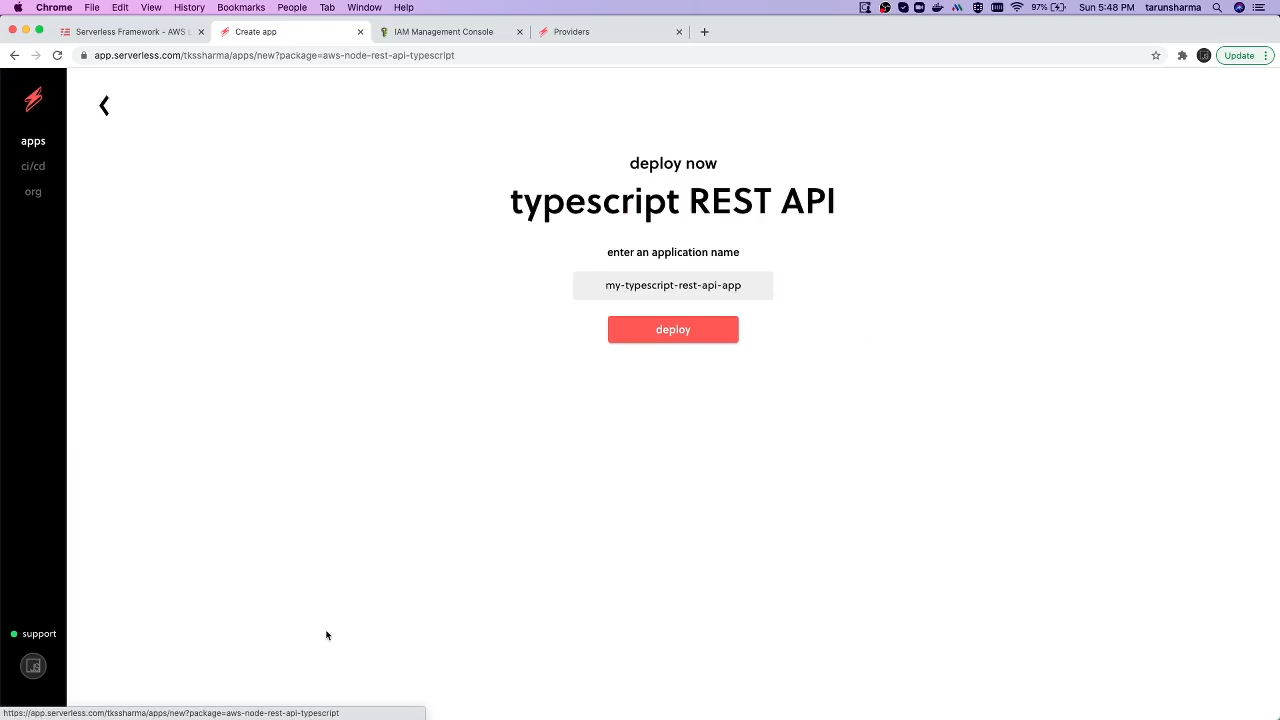 Chrome File Edit View History Bookmarks People Tab Window Help 97% Sun 5:48 PM tarunsharma
Serverless Framework - AWS L Create app IAM Management Console Providers
app.serverless.com/tkssharma/apps/new?package=aws-node-rest-api-typescript Update
apps
ci/cd
org
deploy now
typescript REST API
enter an application name
my-typescript-rest-api-app
deploy
support
https://app.serverless.com/tkssharma/apps/new?package=aws-node-rest-api-typescript